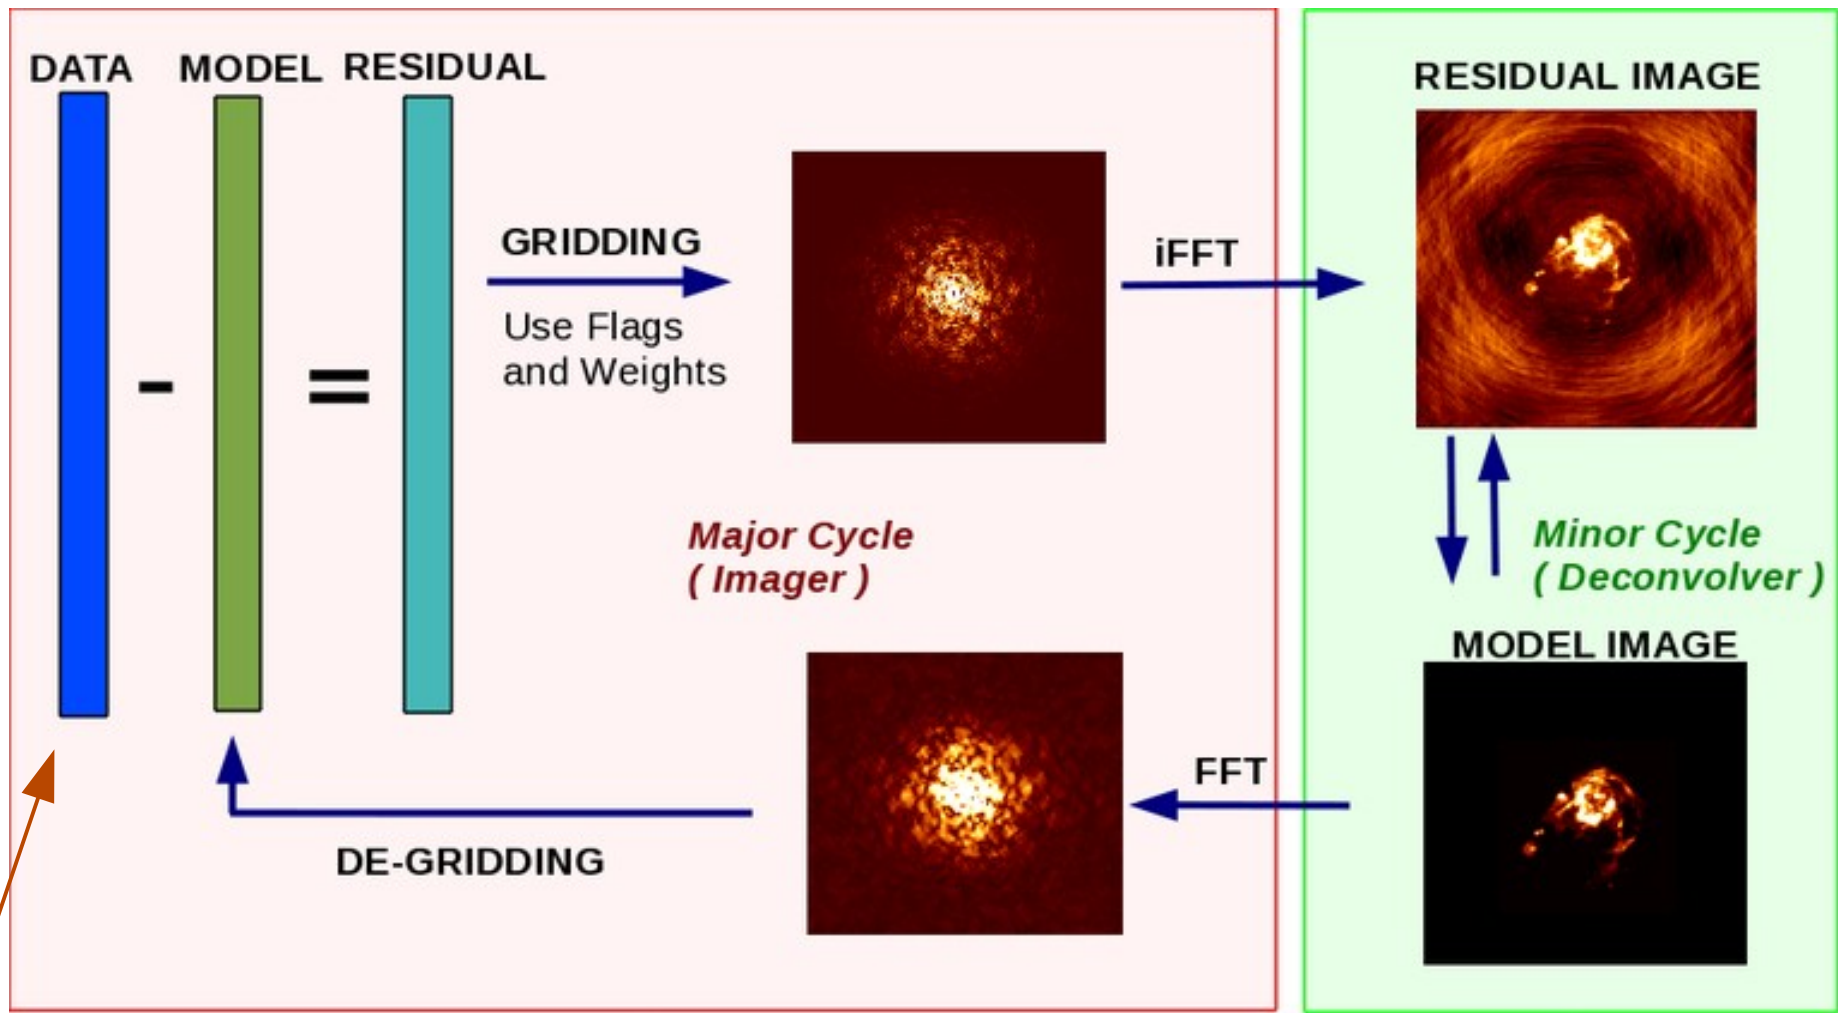 DATA MODEL RESIDUAL
RESIDUAL IMAGE
GRIDDING
Use Flags
and Weights
iFFT
Major Cycle
( Imager )
Minor Cycle
( Deconvolver )
MODEL IMAGE
FFT
DE-GRIDDING